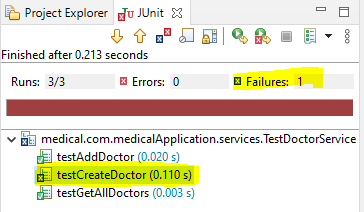 Project Explorer JUnit
Finished after 0.213 seconds
Runs: 3/3 Errors: 0 Failures: 1
medical.com.medicalApplication.services.TestDoctorService
testAddDoctor (0.020 s)
testCreateDoctor (0.110 s)
testGetAllDoctors (0.003 s)